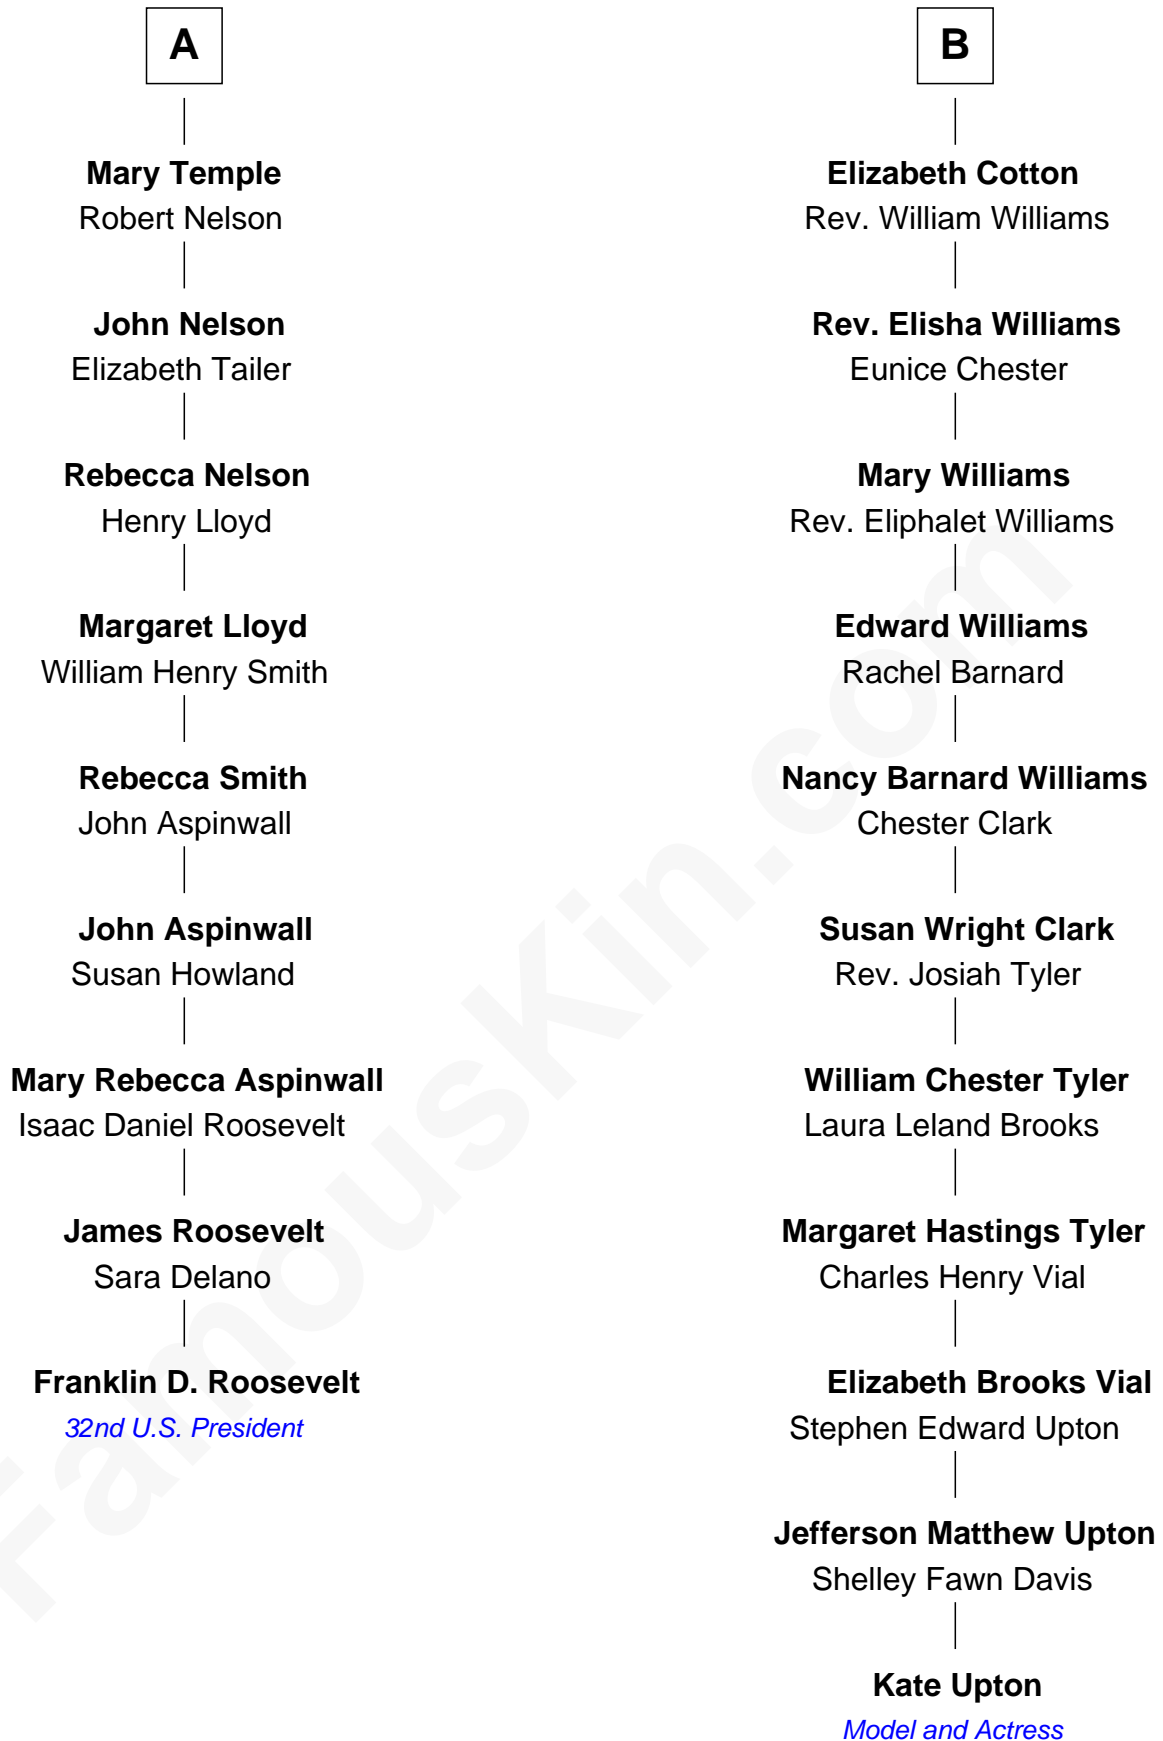 A
Mary Temple
Robert Nelson
John Nelson
Elizabeth Tailer
Rebecca Nelson
Henry Lloyd
Margaret Lloyd
William Henry Smith
Rebecca Smith
John Aspinwall
John Aspinwall
Susan Howland
Mary Rebecca Aspinwall
Isaac Daniel Roosevelt
James Roosevelt
Sara Delano
Franklin D. Roosevelt
32nd U.S. President
B
Elizabeth Cotton
Rev. William Williams
Rev. Elisha Williams
Eunice Chester
Mary Williams
Rev. Eliphalet Williams
Edward Williams
Rachel Barnard
Nancy Barnard Williams
Chester Clark
Susan Wright Clark
Rev. Josiah Tyler
William Chester Tyler
Laura Leland Brooks
Margaret Hastings Tyler
Charles Henry Vial
Elizabeth Brooks Vial
Stephen Edward Upton
Jefferson Matthew Upton
Shelley Fawn Davis
Kate Upton
Model and Actress
FamousKin.com